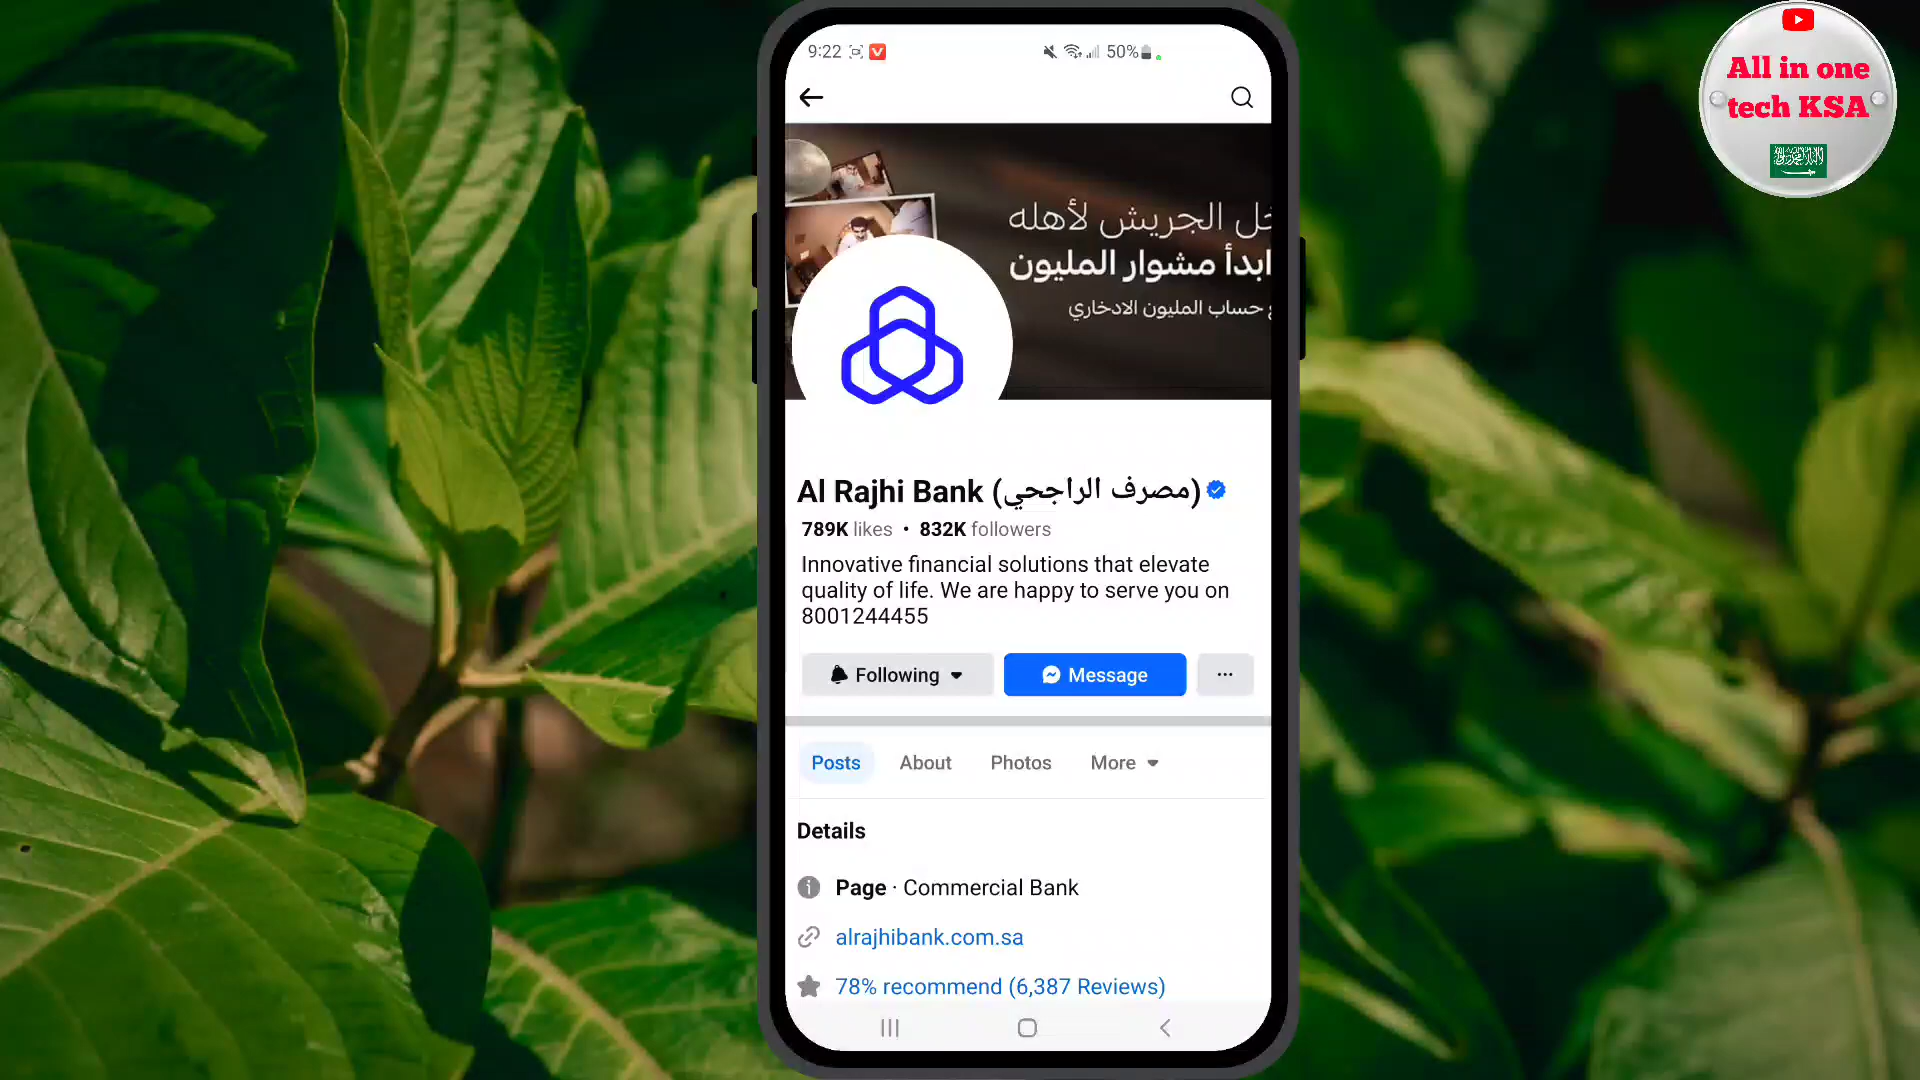 9:22
50%
All in one
tech KSA
الجريش لأهله
ابدأ مشوار المليون
حساب المليون الادخاري
Al Rajhi Bank (مصرف الراجحي)
789K likes • 832K followers
Innovative financial solutions that elevate
quality of life. We are happy to serve you on
8001244455
Following
Message
Posts About Photos More
Details
Page · Commercial Bank
alrajhibank.com.sa
78% recommend (6,387 Reviews)